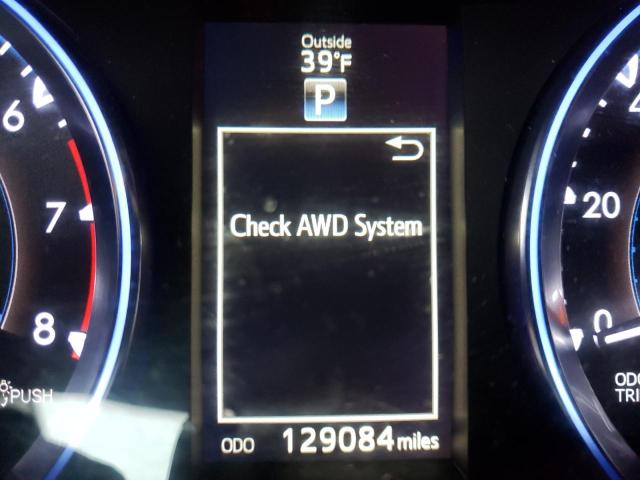 Outside
39°F
P
Check AWD System
ODO 129084 miles
6
7
8
PUSH
20
0
ODO
TRI